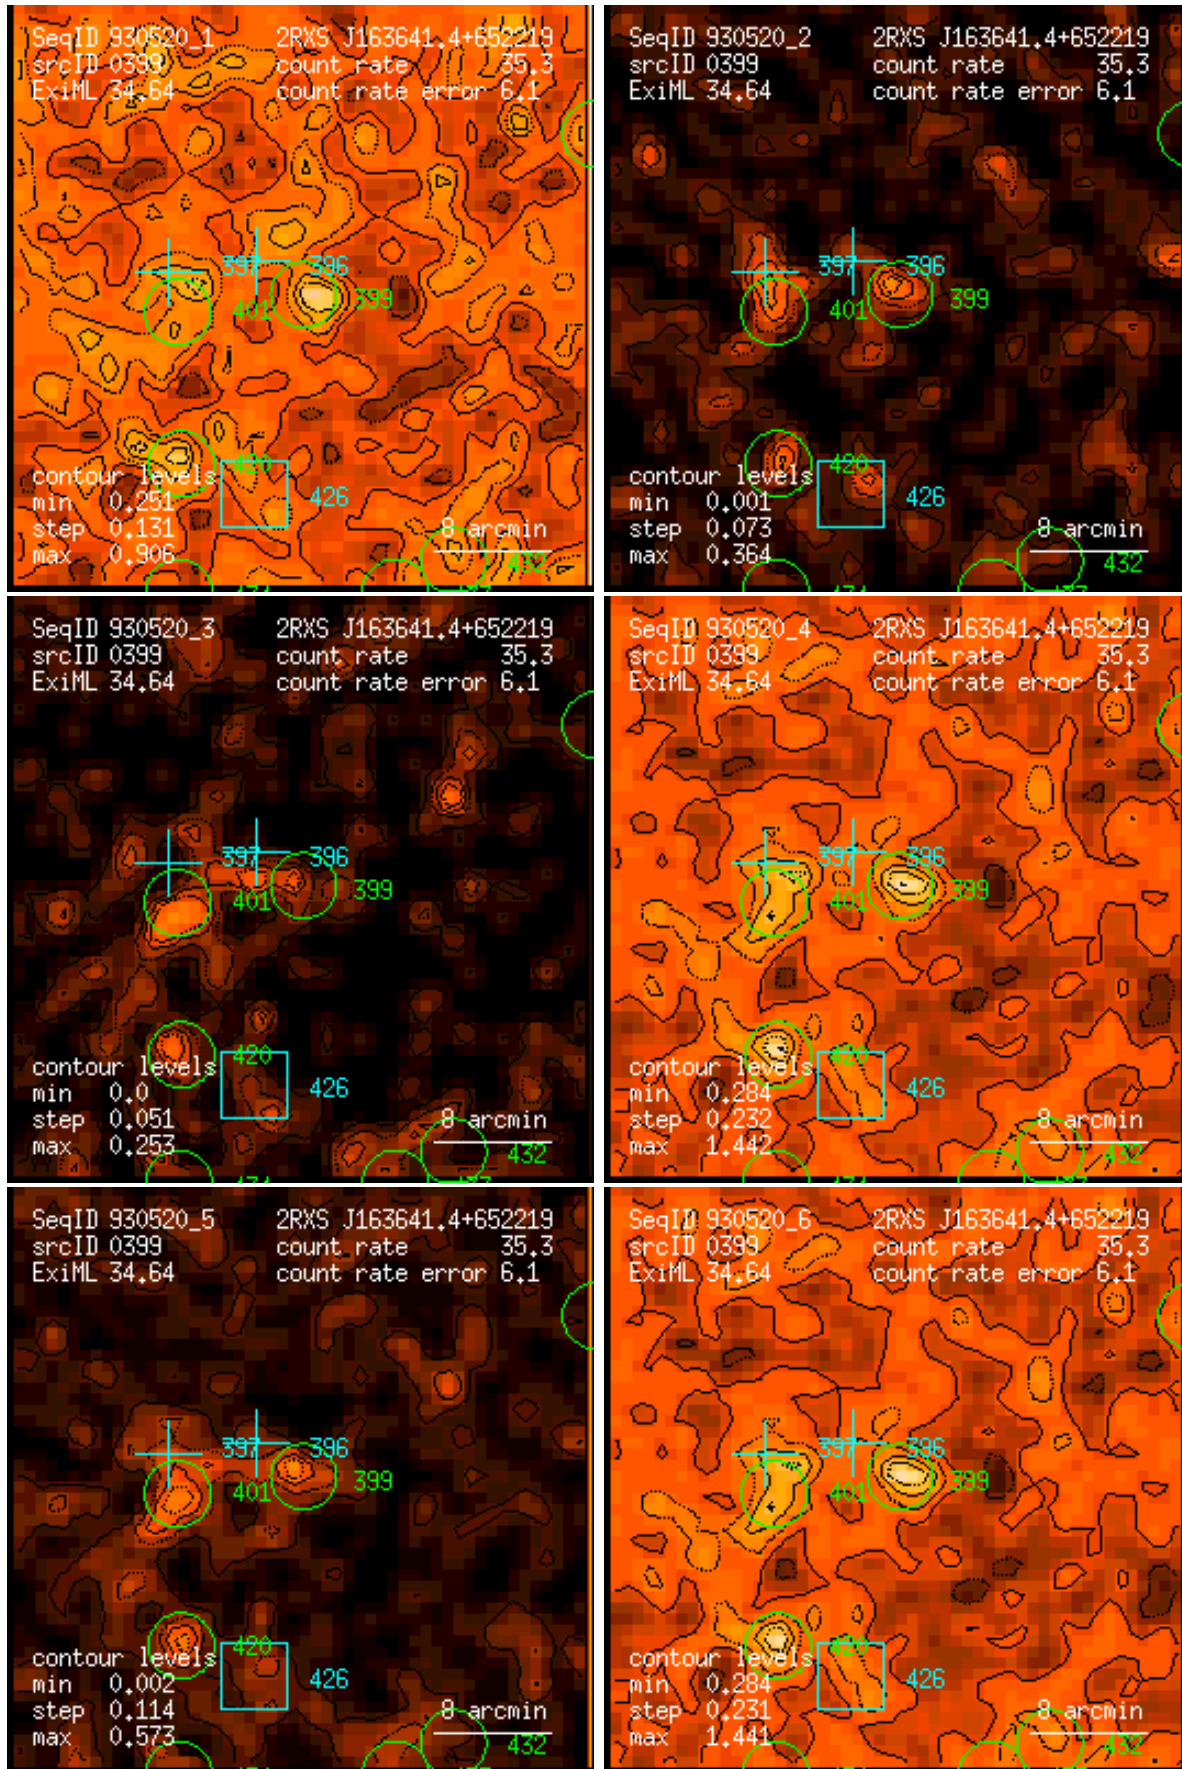 SeqID 930520_1 2RXS J163641.4+652219
srcID 0399 count rate 35.3
ExiML 34.64 count rate error 6.1
397 396
401 399
420
contour levels
426
min 0.251
step 0.131 8 arcmin
max 0.906 432
SeqID 930520_2 2RXS J163641.4+652219
srcID 0399 count rate 35.3
ExiML 34.64 count rate error 6.1
397 396
401 399
420
contour levels
426
min 0.001
step 0.073 8 arcmin
max 0.364 432
SeqID 930520_3 2RXS J163641.4+652219
srcID 0399 count rate 35.3
ExiML 34.64 count rate error 6.1
397 396
401 399
420
contour levels
426
min 0.0
step 0.051 8 arcmin
max 0.253 432
SeqID 930520_4 2RXS J163641.4+652219
srcID 0399 count rate 35.3
ExiML 34.64 count rate error 6.1
397 396
401 399
420
contour levels
426
min 0.284
step 0.232 8 arcmin
max 1.442 432
SeqID 930520_5 2RXS J163641.4+652219
srcID 0399 count rate 35.3
ExiML 34.64 count rate error 6.1
397 396
401 399
420
contour levels
426
min 0.002
step 0.114 8 arcmin
max 0.573 432
SeqID 930520_6 2RXS J163641.4+652219
srcID 0399 count rate 35.3
ExiML 34.64 count rate error 6.1
397 396
401 399
420
contour levels
426
min 0.284
step 0.231 8 arcmin
max 1.441 432